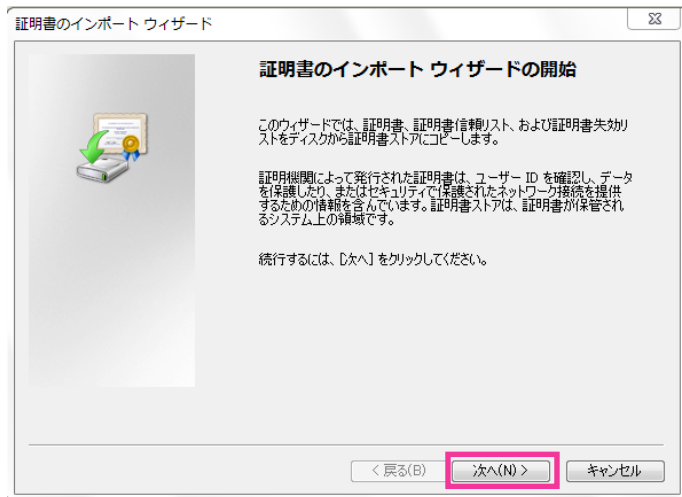 証明書のインポート ウィザード
証明書のインポート ウィザードの開始
このウィザードでは、証明書、証明書信頼リスト、および証明書失効リ
ストをディスクから証明書ストアにコピーします。
証明機関によって発行された証明書は、ユーザー ID を確認し、データ
を保護したり、またはセキュリティで保護されたネットワーク接続を提供
するための情報を含んでいます。証明書ストアは、証明書が保管され
るシステム上の領域です。
続行するには、[次へ] をクリックしてください。
< 戻る(B)
次へ(N) >
キャンセル